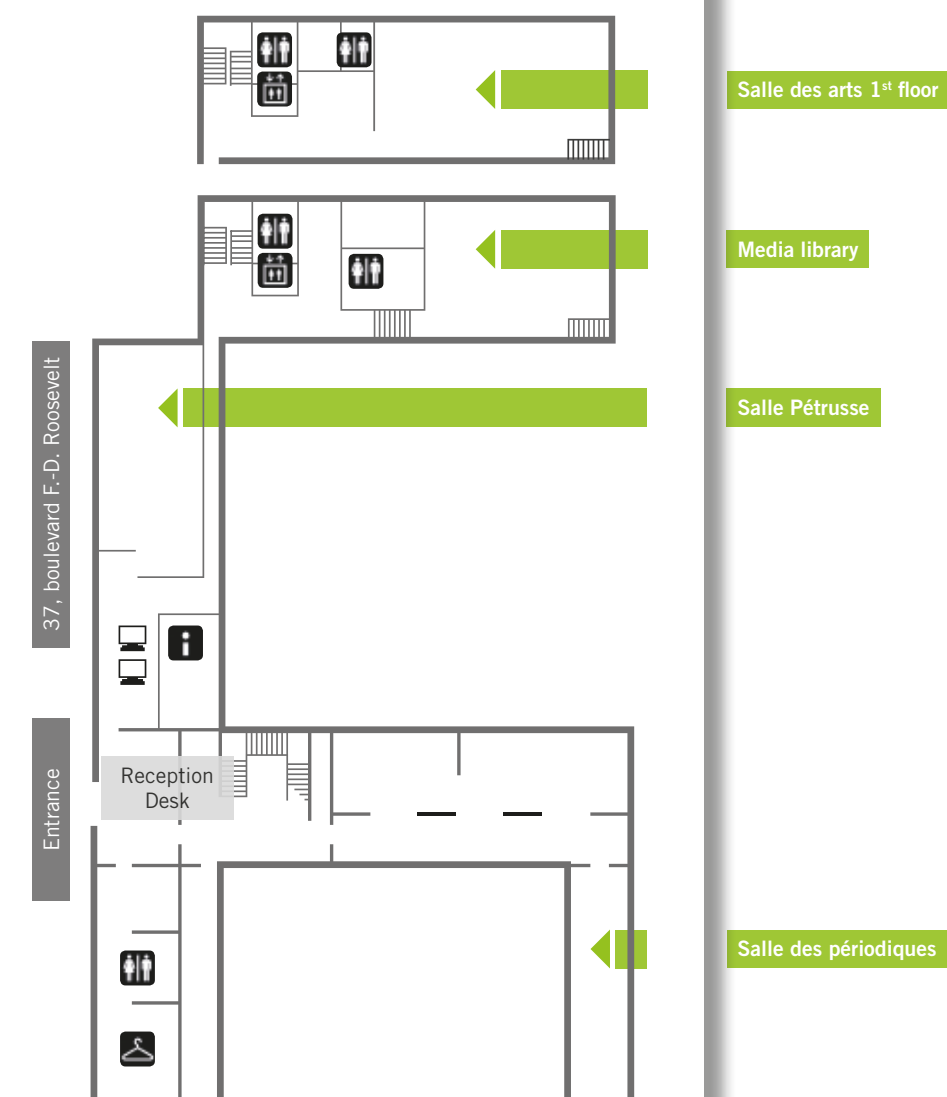 Salle des arts 1st floor
Media library
37, boulevard F.-D. Roosevelt
Salle Pétrusse
Entrance
Reception
Desk
Salle des périodiques